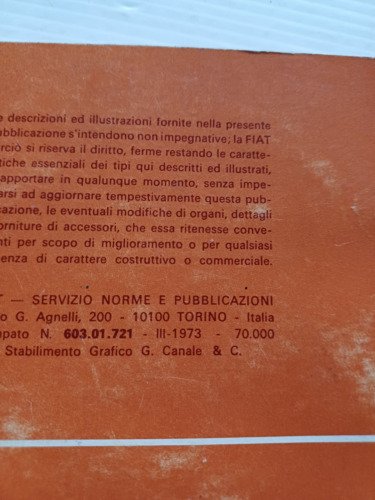 e descrizioni ed illustrazioni fornite nella presente
ubblicazione s'intendono non impegnative; la FIAT
erciò si riserva il diritto, ferme restando le caratte-
tiche essenziali dei tipi qui descritti ed illustrati,
apportare in qualunque momento, senza impe-
arsi ad aggiornare tempestivamente questa pub-
cazione, le eventuali modifiche di organi, dettagli
forniture di accessori, che essa ritenesse conve-
nti per scopo di miglioramento o per qualsiasi
enza di carattere costruttivo o commerciale.
T — SERVIZIO NORME E PUBBLICAZIONI
o G. Agnelli, 200 - 10100 TORINO - Italia
mpato N. 603.01.721 - III-1973 - 70.000
Stabilimento Grafico G. Canale & C.